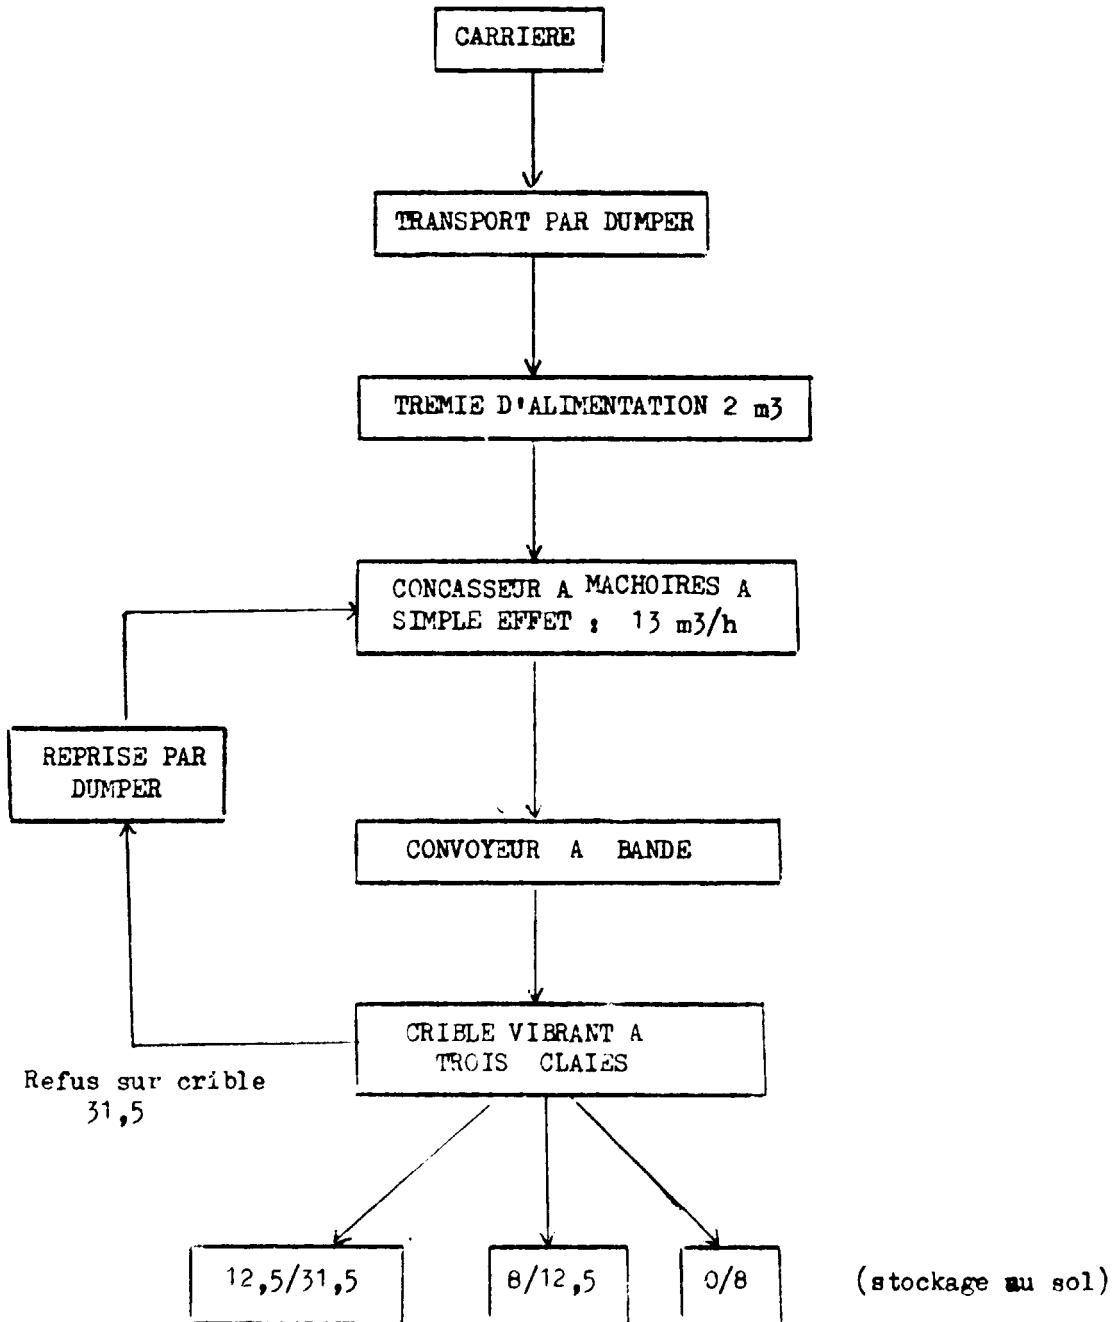 CARRIERE
TRANSPORT PAR DUMPER
TREMIE D'ALIMENTATION 2 m3
CONCASSEUR A MACHOIRES A
SIMPLE EFFET : 13 m3/h
REPRISE PAR
DUMPER
CONVOYEUR A BANDE
CRIBLE VIBRANT A
TROIS CLAIES
Refus sur crible
31,5
12,5/31,5
8/12,5
0/8
(stockage au sol)